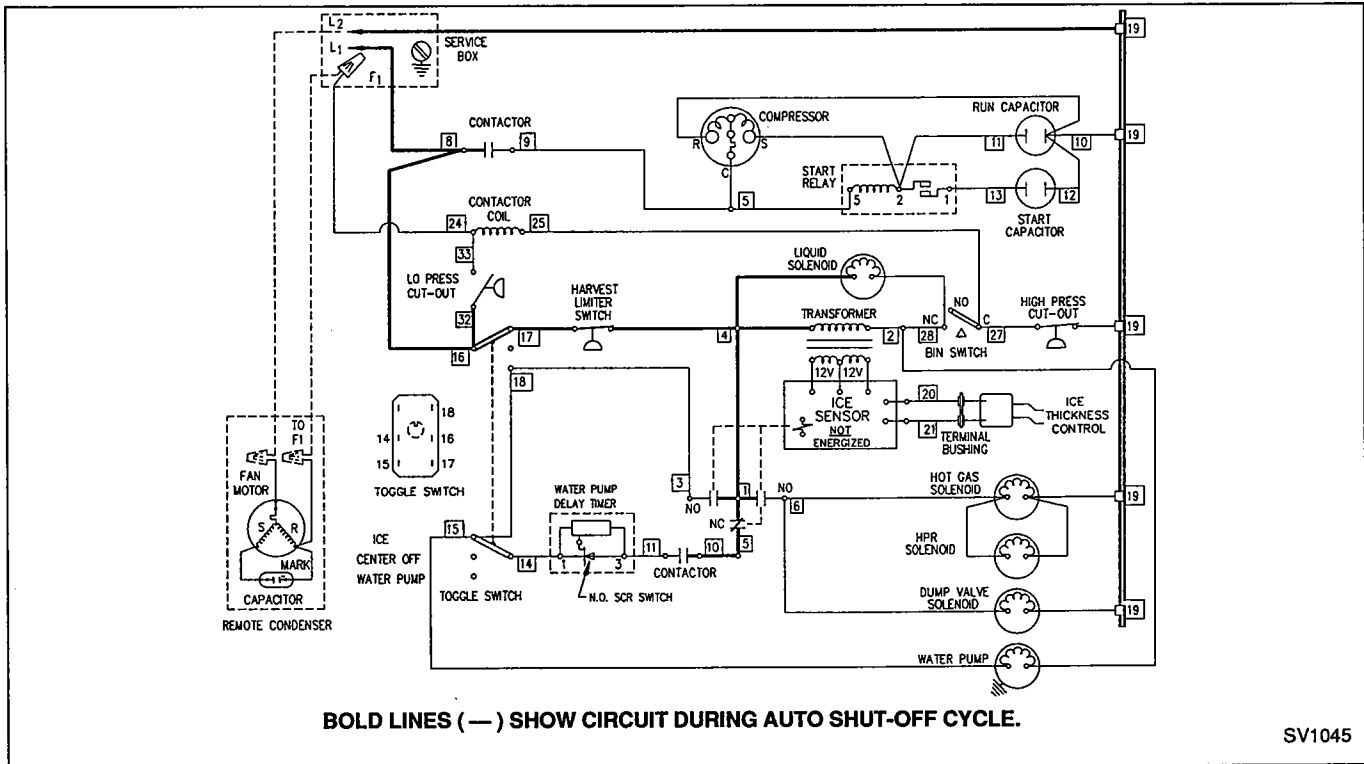 L2
L1
SERVICE
BOX
F1
19
CONTACTOR
8
9
COMPRESSOR
R
S
C
RUN CAPACITOR
11
10
19
START
RELAY
5
5
2
1
13
12
START
CAPACITOR
CONTACTOR
COIL
24
25
33
LO PRESS
CUT-OUT
32
16
17
18
HARVEST
LIMITER
SWITCH
4
LIQUID
SOLENOID
TRANSFORMER
2
NC
28
NO
C
27
BIN SWITCH
HIGH PRESS
CUT-OUT
19
12V
12V
ICE
SENSOR
NOT
ENERGIZED
20
21
TERMINAL
BUSHING
ICE
THICKNESS
CONTROL
18
14
16
15
17
TOGGLE SWITCH
TO
F1
FAN
MOTOR
S
R
MARK
CAPACITOR
REMOTE CONDENSER
3
NO
1
NO
6
NC
5
WATER PUMP
DELAY TIMER
15
ICE
CENTER OFF
WATER PUMP
TOGGLE SWITCH
14
1
3
11
10
CONTACTOR
N.O. SCR SWITCH
HOT GAS
SOLENOID
19
HPR
SOLENOID
DUMP VALVE
SOLENOID
19
WATER PUMP
BOLD LINES ( — ) SHOW CIRCUIT DURING AUTO SHUT-OFF CYCLE.
SV1045